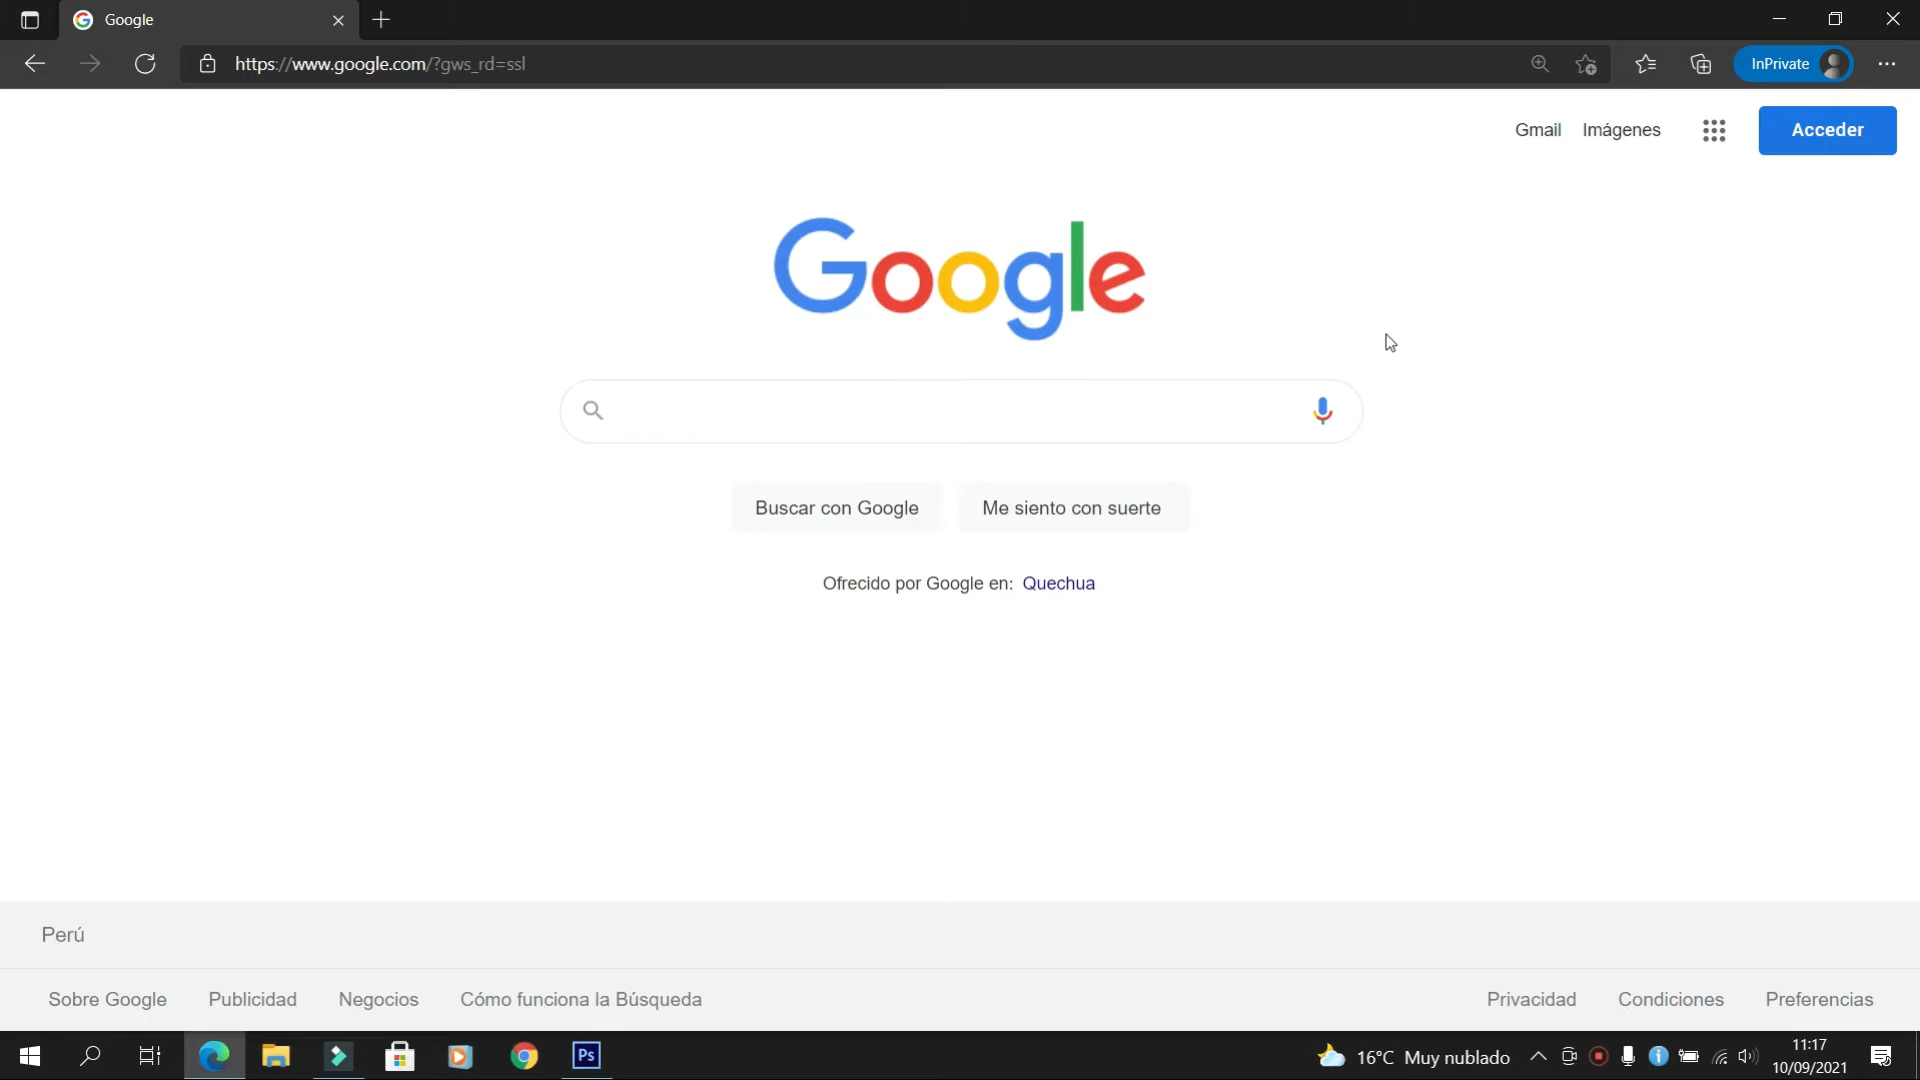 Google
https://www.google.com/?gws_rd=ssl
InPrivate
Gmail Imágenes Acceder
Google
Buscar con Google Me siento con suerte
Ofrecido por Google en: Quechua
Perú
Sobre Google Publicidad Negocios Cómo funciona la Búsqueda Privacidad Condiciones Preferencias
Ps 16°C Muy nublado 11:17
10/09/2021